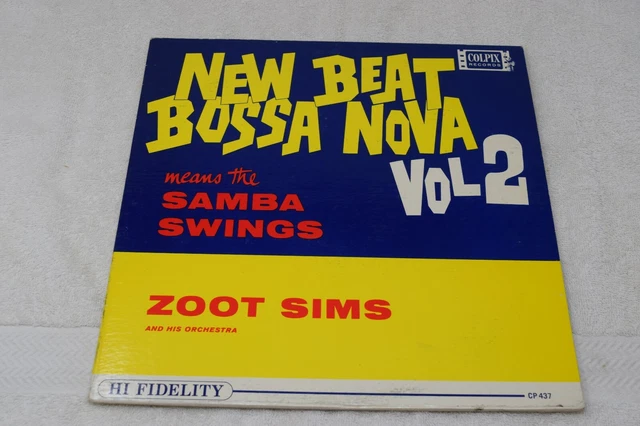 COLPIX
RECORDS
NEW BEAT
BOSSA NOVA
VOL 2
means the
SAMBA
SWINGS
ZOOT SIMS
AND HIS ORCHESTRA
HI FIDELITY
CP 437